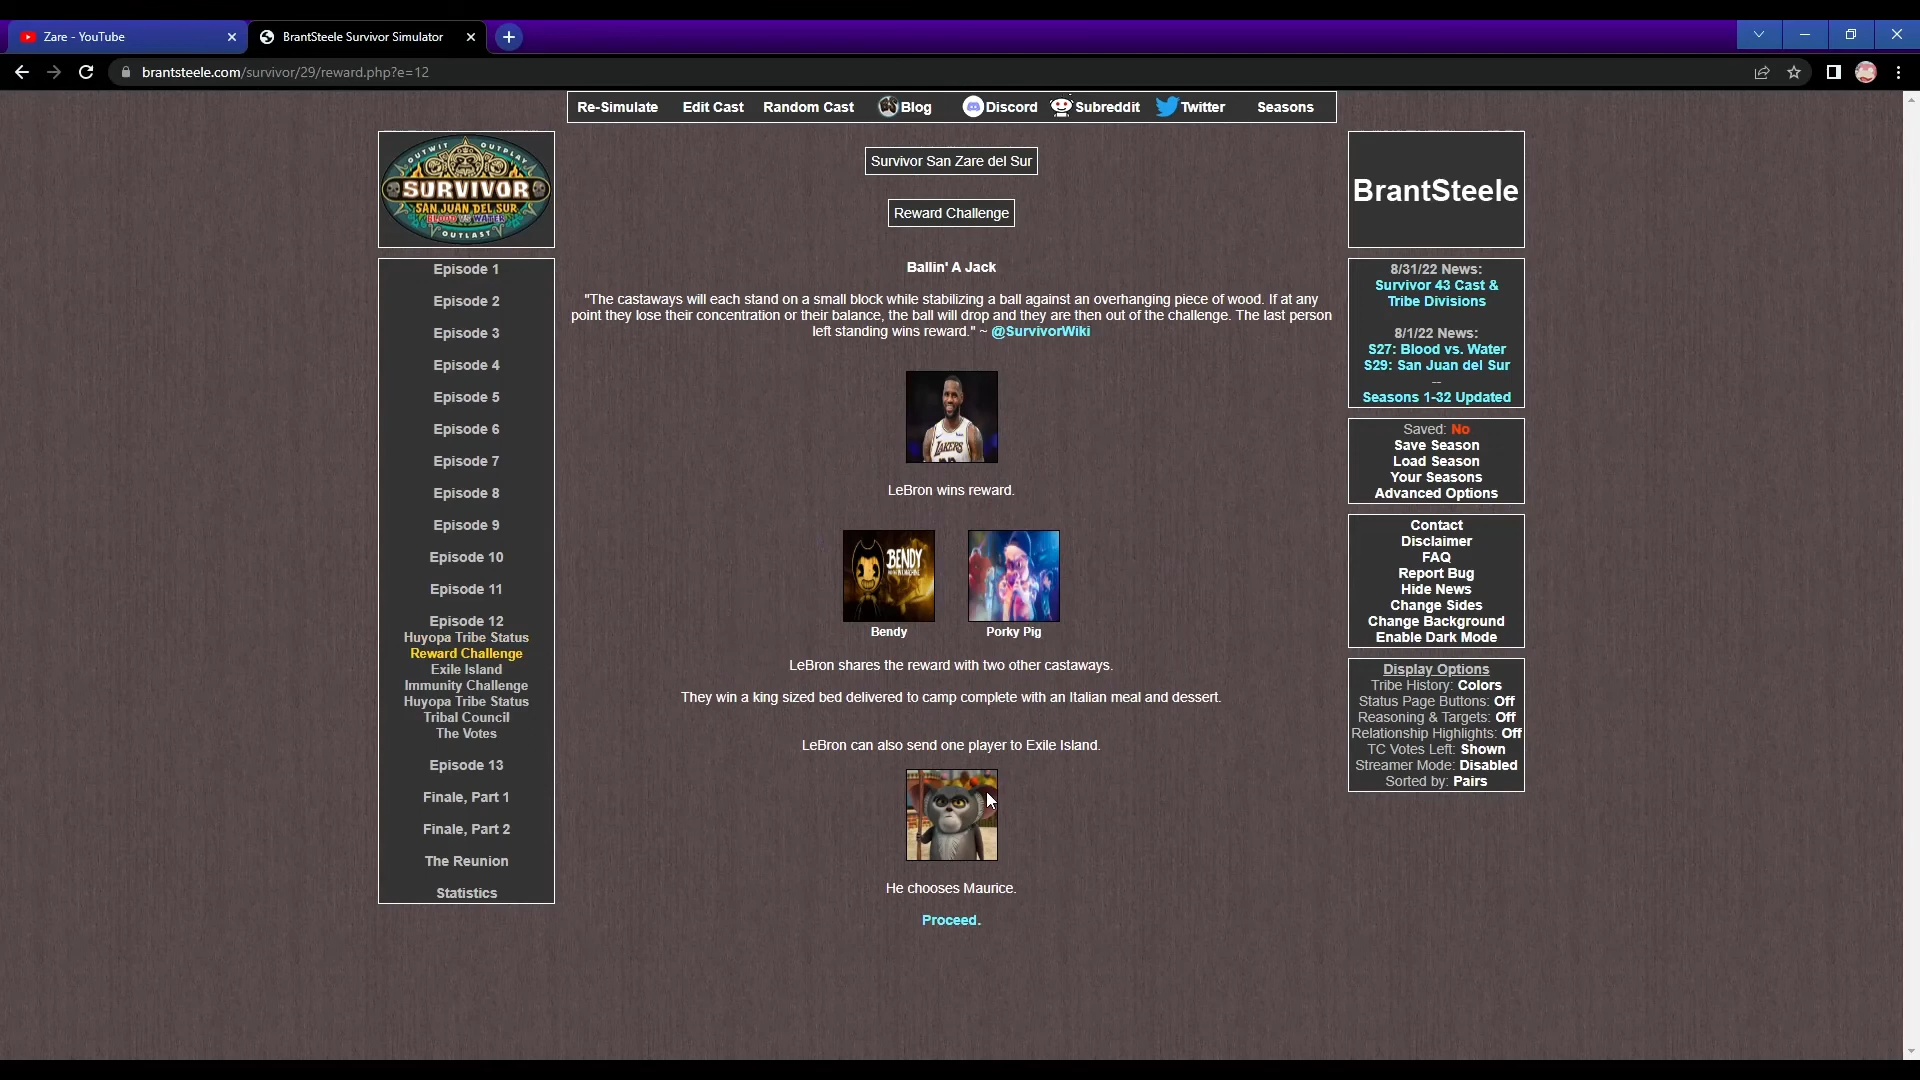 Zare - YouTube
BrantSteele Survivor Simulator
brantsteele.com/survivor/29/reward.php?e=12
Re-Simulate
Edit Cast
Random Cast
Blog
Discord
Subreddit
Twitter
Seasons
OUTWIT OUTPLAY
SURVIVOR
SAN JUAN DEL SUR
BLOOD VS WATER
OUTLAST
Episode 1
Episode 2
Episode 3
Episode 4
Episode 5
Episode 6
Episode 7
Episode 8
Episode 9
Episode 10
Episode 11
Episode 12
Huyopa Tribe Status
Reward Challenge
Exile Island
Immunity Challenge
Huyopa Tribe Status
Tribal Council
The Votes
Episode 13
Finale, Part 1
Finale, Part 2
The Reunion
Statistics
Survivor San Zare del Sur
Reward Challenge
Ballin' A Jack
"The castaways will each stand on a small block while stabilizing a ball against an overhanging piece of wood. If at any
point they lose their concentration or their balance, the ball will drop and they are then out of the challenge. The last person
left standing wins reward." ~ @SurvivorWiki
LAKERS
LeBron wins reward.
BENDY
Bendy
Porky Pig
LeBron shares the reward with two other castaways.
They win a king sized bed delivered to camp complete with an Italian meal and dessert.
LeBron can also send one player to Exile Island.
He chooses Maurice.
Proceed.
BrantSteele
8/31/22 News:
Survivor 43 Cast &
Tribe Divisions
8/1/22 News:
S27: Blood vs. Water
S29: San Juan del Sur
--
Seasons 1-32 Updated
Saved: No
Save Season
Load Season
Your Seasons
Advanced Options
Contact
Disclaimer
FAQ
Report Bug
Hide News
Change Sides
Change Background
Enable Dark Mode
Display Options
Tribe History: Colors
Status Page Buttons: Off
Reasoning & Targets: Off
Relationship Highlights: Off
TC Votes Left: Shown
Streamer Mode: Disabled
Sorted by: Pairs